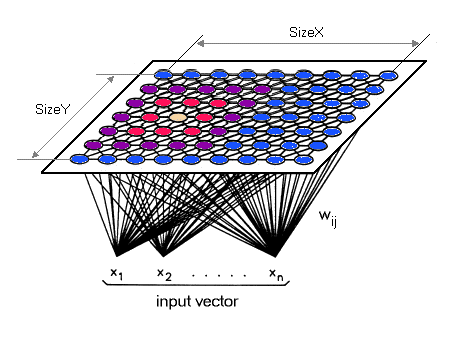 SizeX
SizeY
wij
x1 x2 . . . . . xn
input vector